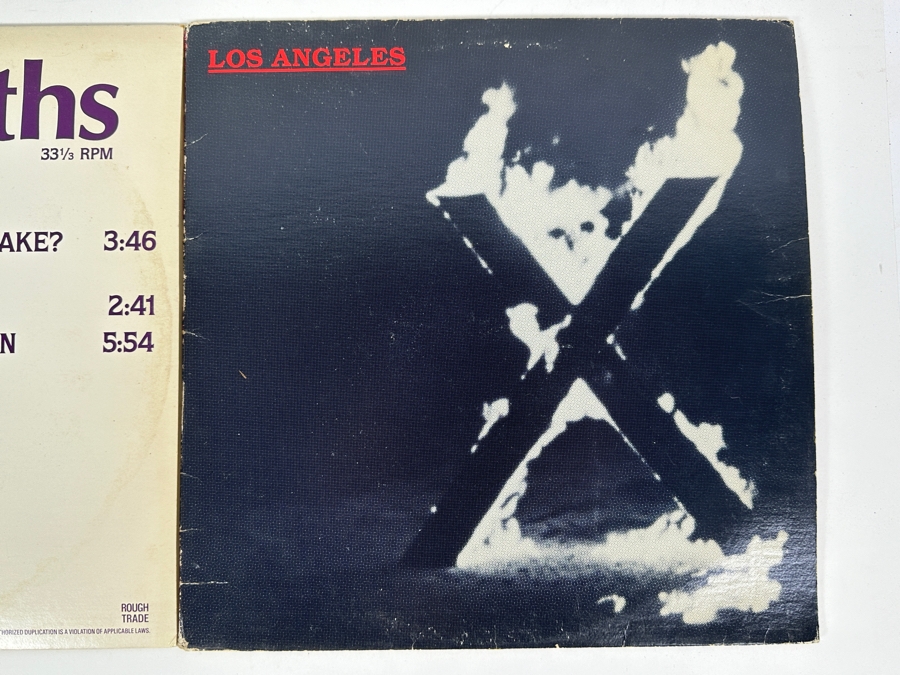 ths
33⅓ RPM
AKE? 3:46
2:41
N 5:54
ROUGH
TRADE
HORIZED DUPLICATION IS A VIOLATION OF APPLICABLE LAWS.
LOS ANGELES
X